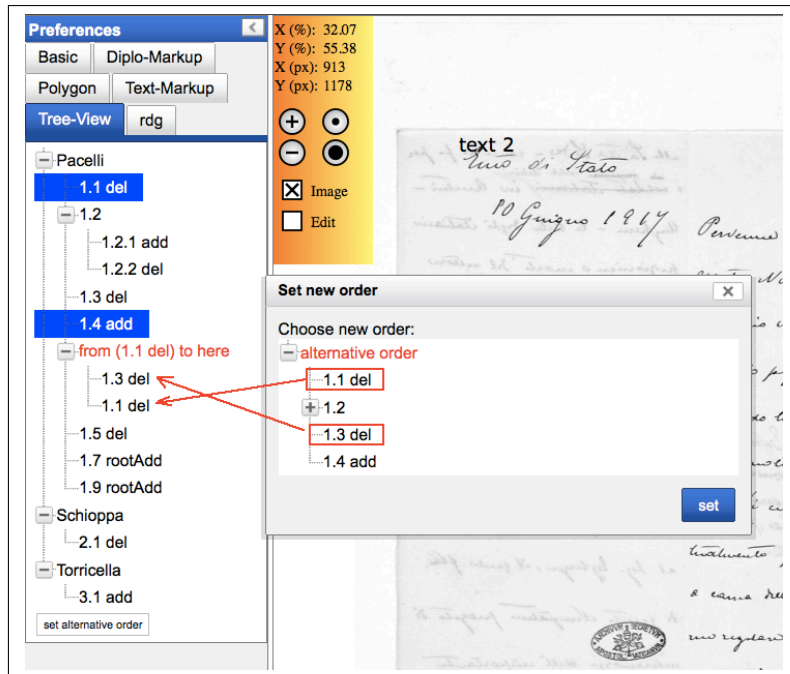 Preferences
Basic Diplo-Markup
Polygon Text-Markup
Tree-View rdg
Pacelli
1.1 del
1.2
1.2.1 add
1.2.2 del
1.3 del
1.4 add
from (1.1 del) to here
1.3 del
1.1 del
1.5 del
1.7 rootAdd
1.9 rootAdd
Schioppa
2.1 del
Torricella
3.1 add
set alternative order
X (%): 32.07
Y (%): 55.38
X (px): 913
Y (px): 1178
Image
Edit
text 2
di Stato
10 Giugno 1917
Set new order
Choose new order:
alternative order
1.1 del
1.2
1.3 del
1.4 add
set